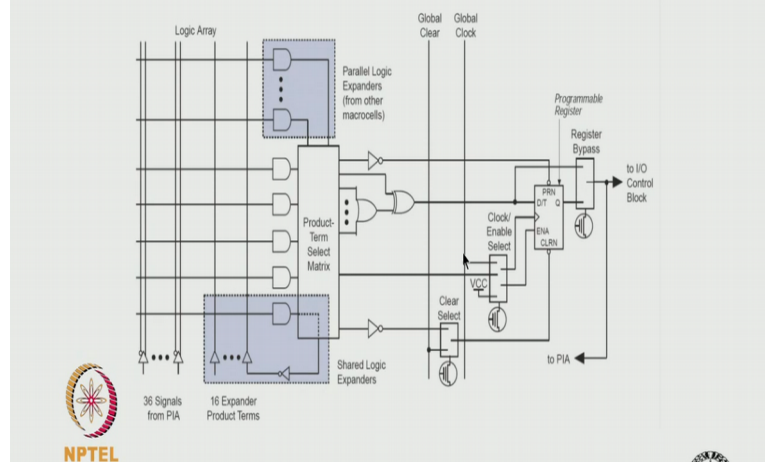 Logic Array
Global
Clear
Global
Clock
Parallel Logic
Expanders
(from other
macrocells)
Programmable
Register
Register
Bypass
to I/O
Control
Block
PRN
D/T Q
ENA
CLRN
Clock/
Enable
Select
Product-
Term
Select
Matrix
VCC
Clear
Select
to PIA
Shared Logic
Expanders
36 Signals
from PIA
16 Expander
Product Terms
NPTEL